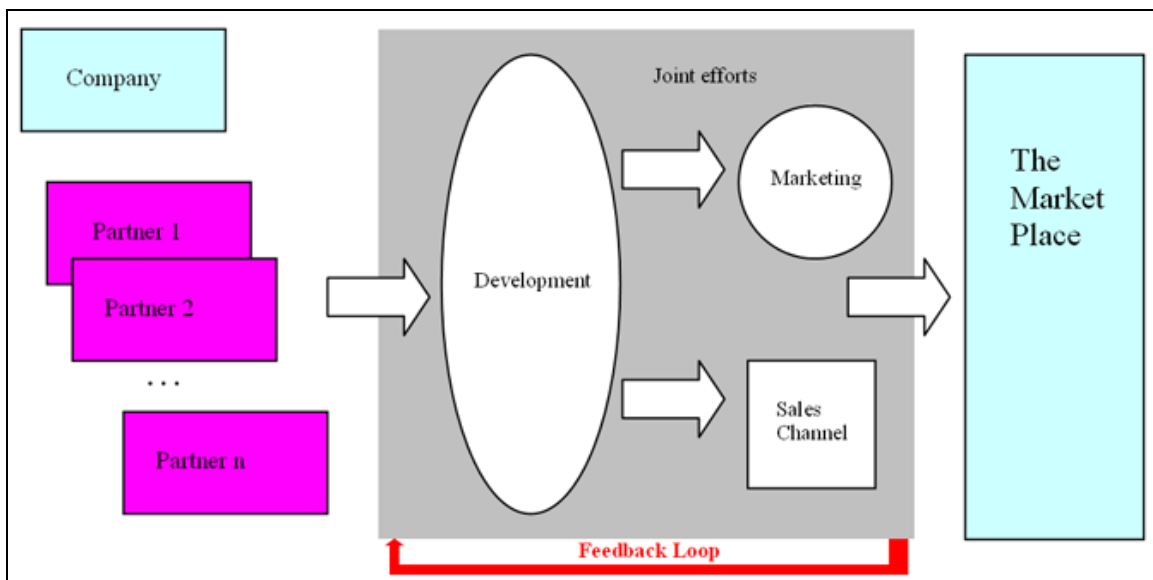 Company
Partner 1
Partner 2
...
Partner n
Development
Joint efforts
Marketing
Sales
Channel
The
Market
Place
Feedback Loop